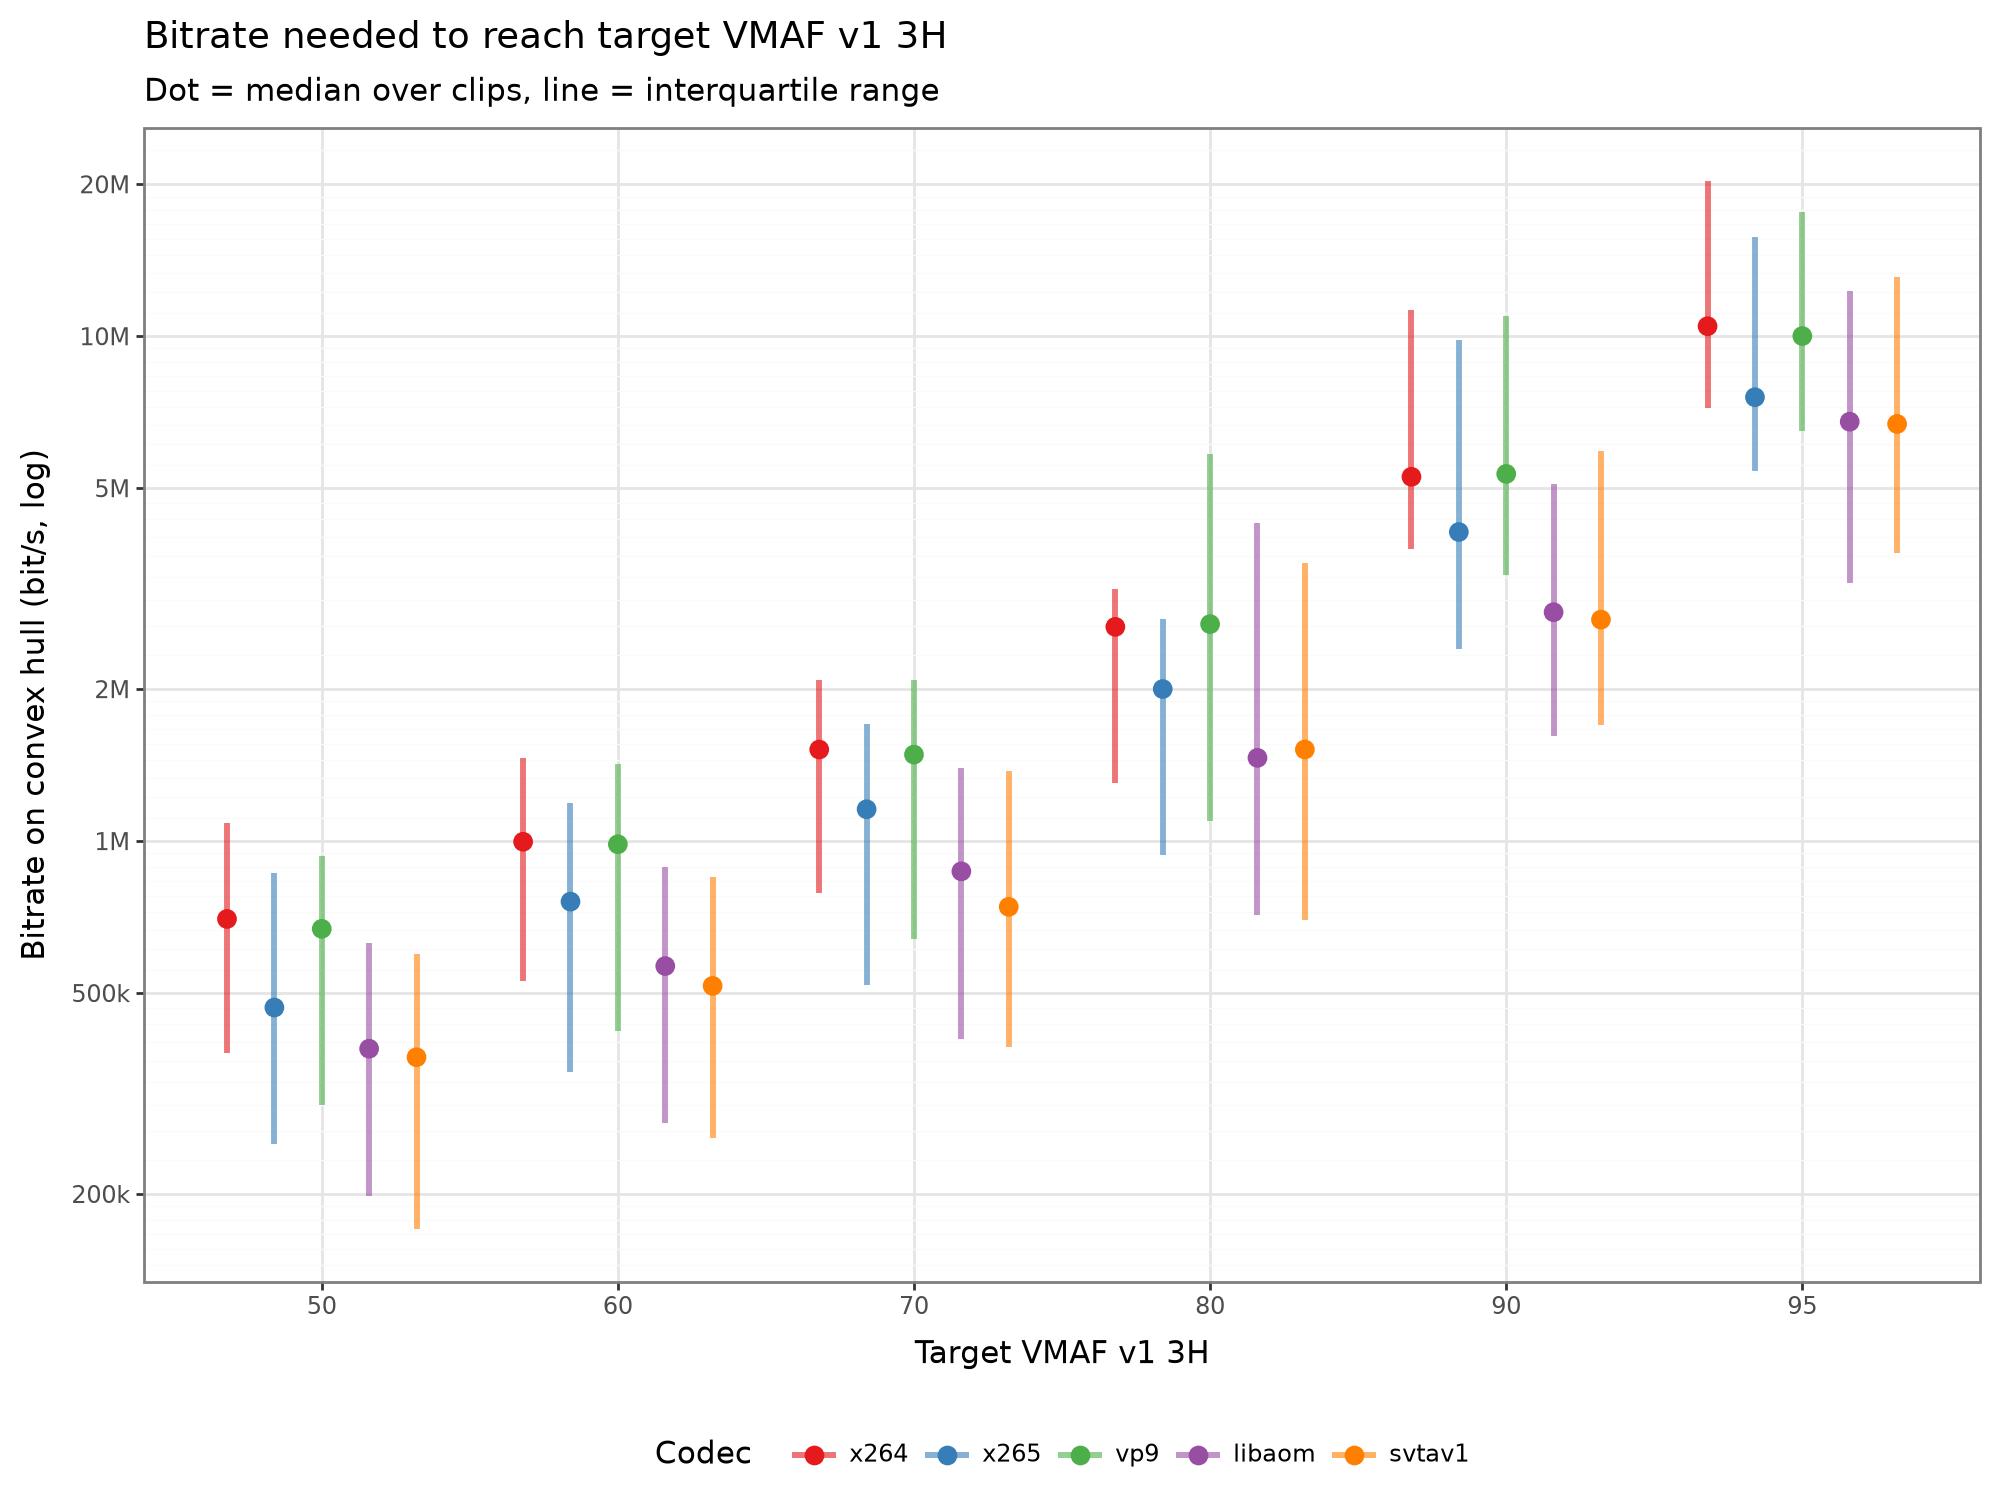 Bitrate needed to reach target VMAF v1 3H
Dot = median over clips, line = interquartile range
Bitrate on convex hull (bit/s, log)
20M
10M
5M
2M
1M
500k
200k
50 60 70 80 90 95
Target VMAF v1 3H
Codec x264 x265 vp9 libaom svtav1